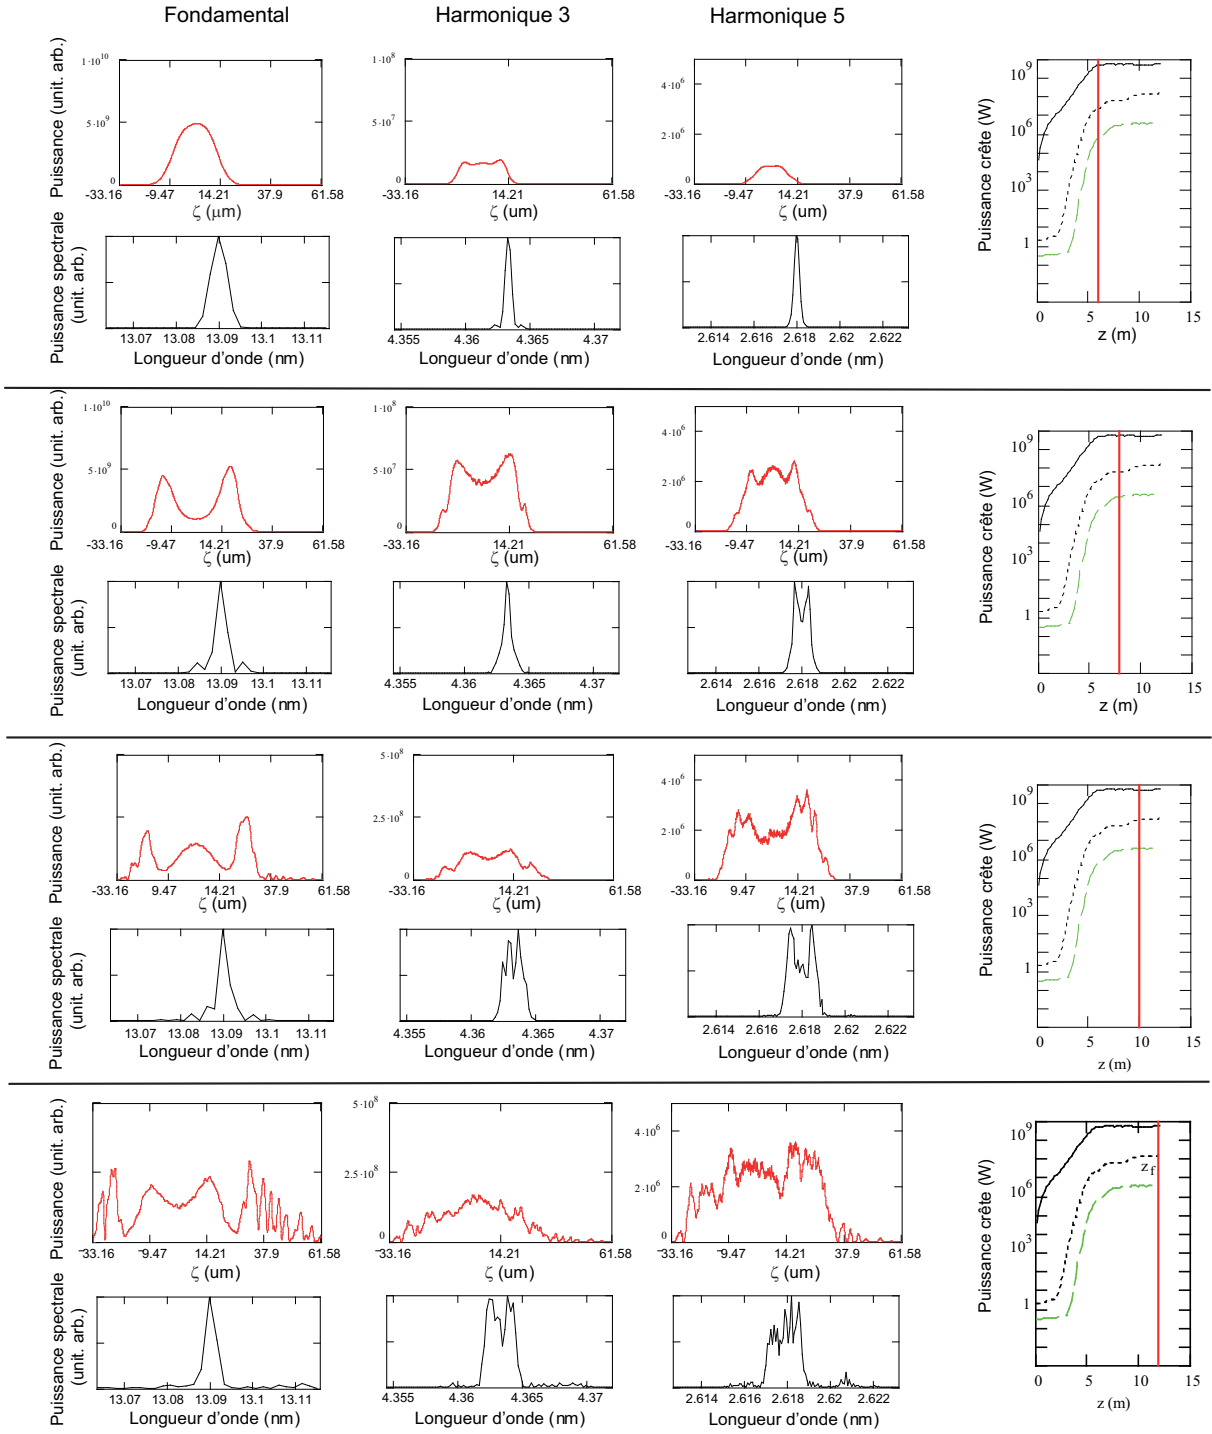 Fondamental
Harmonique 3
Harmonique 5
Puissance (unit. arb.)
1·10^10
5·10^9
0
-33.16 -9.47 14.21 37.9 61.58
ζ (μm)
1·10^8
5·10^7
0
-33.16 14.21 61.58
ζ (um)
4·10^6
2·10^6
0
-33.16 -9.47 14.21 37.9 61.58
ζ (um)
Puissance crête (W)
10^9
10^6
10^3
1
0 5 10 15
z (m)
Puissance spectrale
(unit. arb.)
13.07 13.08 13.09 13.1 13.11
Longueur d'onde (nm)
4.355 4.36 4.365 4.37
Longueur d'onde (nm)
2.614 2.616 2.618 2.62 2.622
Longueur d'onde (nm)
Puissance (unit. arb.)
1·10^10
5·10^9
0
-33.16 -9.47 14.21 37.9 61.58
ζ (um)
1·10^8
5·10^7
0
-33.16 14.21 61.58
ζ (um)
4·10^6
2·10^6
0
-33.16 -9.47 14.21 37.9 61.58
ζ (um)
Puissance crête (W)
10^9
10^6
10^3
1
0 5 10 15
z (m)
Puissance spectrale
(unit. arb.)
13.07 13.08 13.09 13.1 13.11
Longueur d'onde (nm)
4.355 4.36 4.365 4.37
Longueur d'onde (nm)
2.614 2.616 2.618 2.62 2.622
Longueur d'onde (nm)
Puissance (unit. arb.)
-33.16 9.47 14.21 37.9 61.58
ζ (um)
5·10^8
2.5·10^8
0
-33.16 14.21 61.58
ζ (um)
4·10^6
2·10^6
0
-33.16 9.47 14.21 37.9 61.58
ζ (um)
Puissance crête (W)
10^9
10^6
10^3
1
0 5 10 15
z (m)
Puissance spectrale
(unit. arb.)
13.07 13.08 13.09 13.1 13.11
Longueur d'onde (nm)
4.355 4.36 4.365 4.37
Longueur d'onde (nm)
2.614 2.616 2.618 2.62 2.622
Longueur d'onde (nm)
Puissance (unit. arb.)
-33.16 -9.47 14.21 37.9 61.58
ζ (um)
5·10^8
2.5·10^8
0
-33.16 14.21 61.58
ζ (um)
4·10^6
2·10^6
0
-33.16 -9.47 14.21 37.9 61.58
ζ (um)
Puissance crête (W)
10^9
z_f
10^6
10^3
1
0 5 10 15
z (m)
Puissance spectrale
(unit. arb.)
13.07 13.08 13.09 13.1 13.11
Longueur d'onde (nm)
4.355 4.36 4.365 4.37
Longueur d'onde (nm)
2.614 2.616 2.618 2.62 2.622
Longueur d'onde (nm)